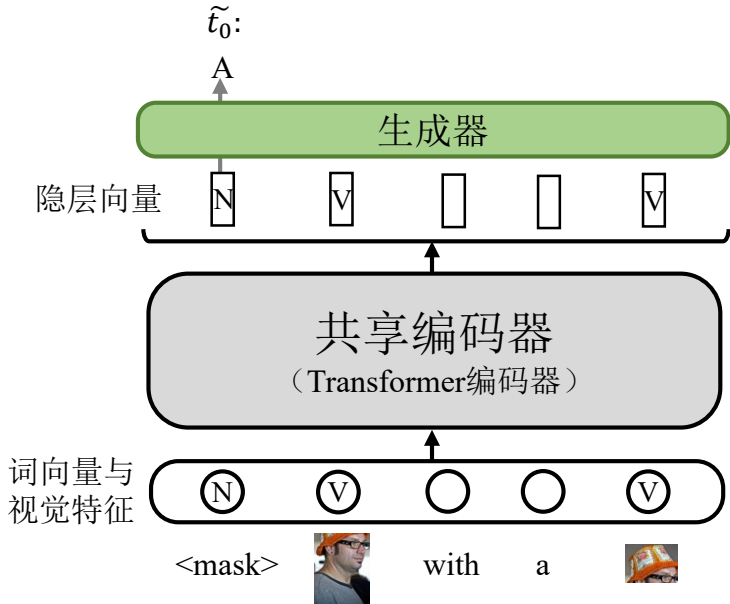 t̃₀:
A
生成器
隐层向量
N V V
共享编码器
（Transformer编码器）
词向量与
视觉特征
N V V
<mask> with a